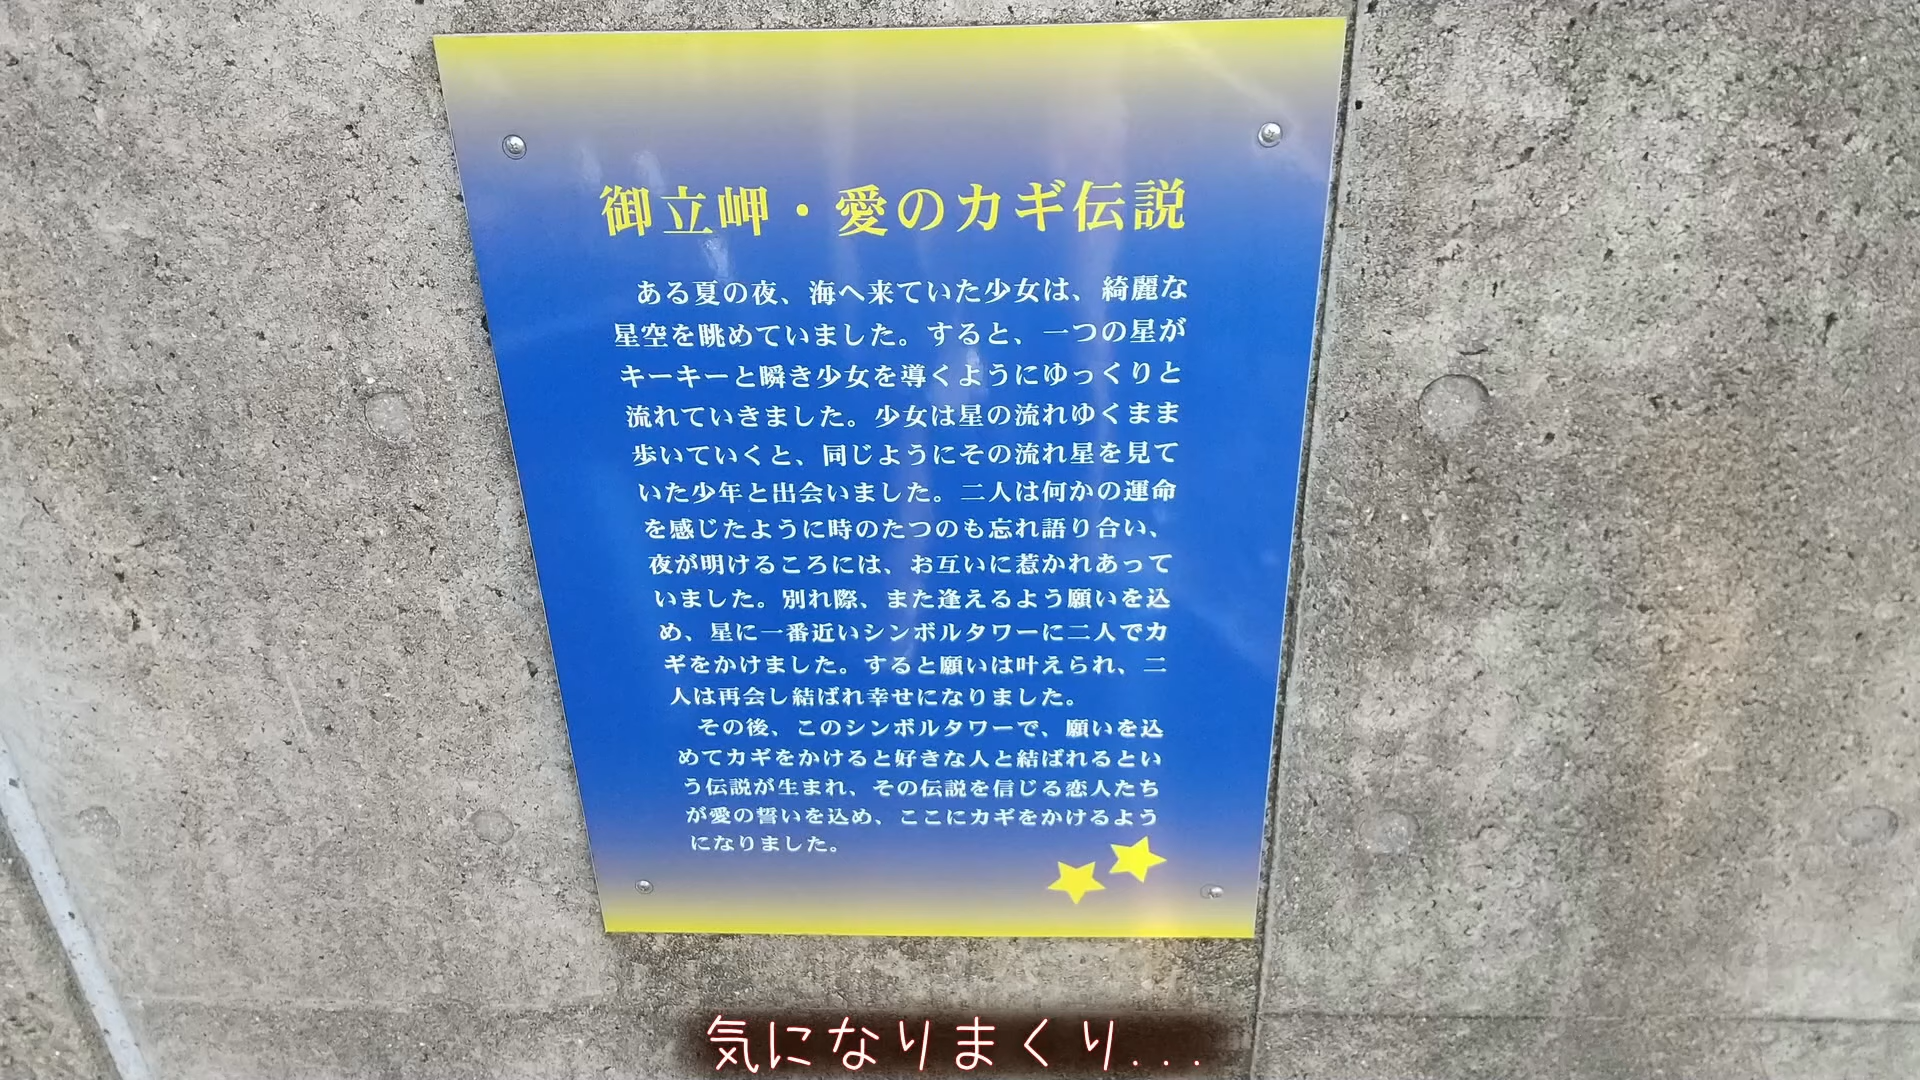 御立岬・愛のカギ伝説
ある夏の夜、海へ来ていた少女は、綺麗な
星空を眺めていました。すると、一つの星が
キーキーと瞬き少女を導くようにゆっくりと
流れていきました。少女は星の流れゆくまま
歩いていくと、同じようにその流れ星を見て
いた少年と出会いました。二人は何かの運命
を感じたように時のたつのも忘れ語り合い、
夜が明けるころには、お互いに惹かれあって
いました。別れ際、また逢えるよう願いを込
め、星に一番近いシンボルタワーに二人でカ
ギをかけました。すると願いは叶えられ、二
人は再会し結ばれ幸せになりました。
その後、このシンボルタワーで、願いを込
めてカギをかけると好きな人と結ばれるとい
う伝説が生まれ、その伝説を信じる恋人たち
が愛の誓いを込め、ここにカギをかけるよう
になりました。
気になりまくり...